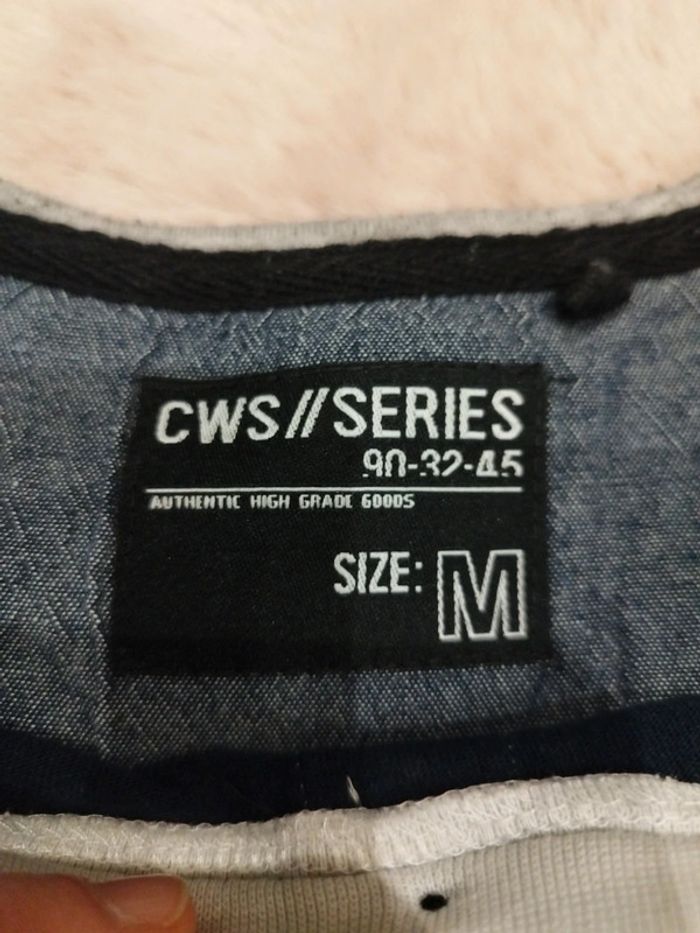 CWS//SERIES
90-32-45
AUTHENTIC HIGH GRADE GOODS
SIZE: M